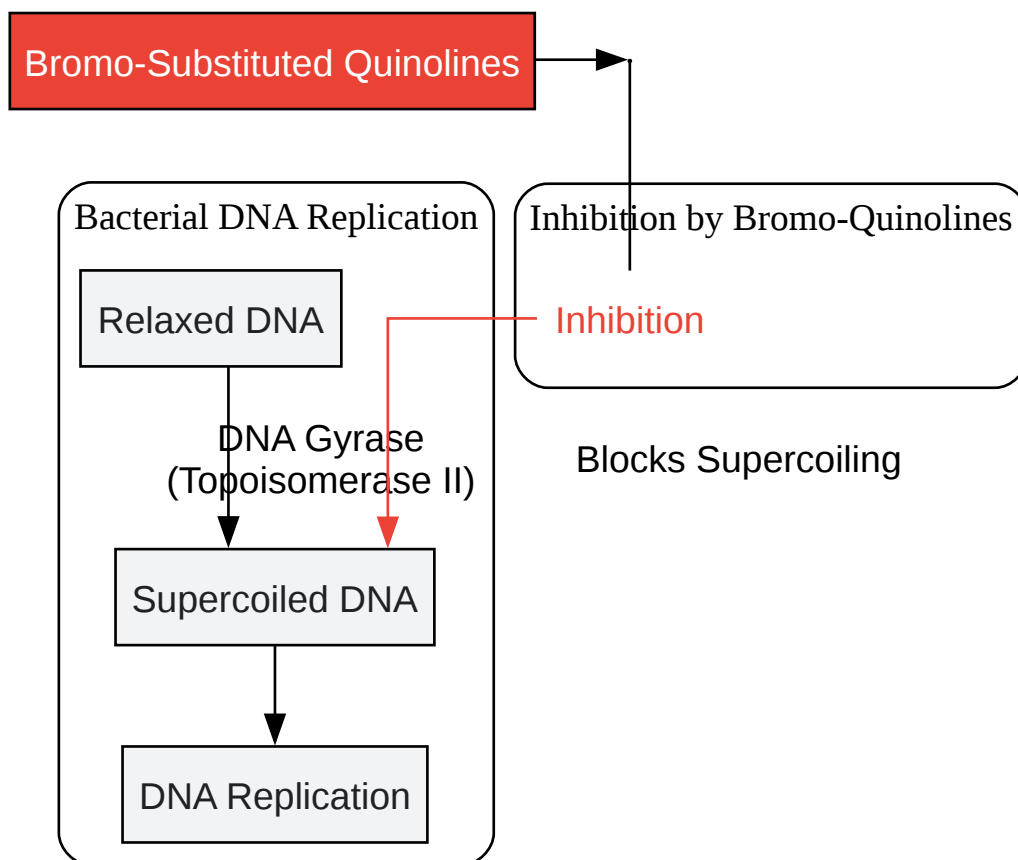 Bromo-Substituted Quinolines
Bacterial DNA Replication
Inhibition by Bromo-Quinolines
Relaxed DNA
Inhibition
DNA Gyrase
(Topoisomerase II)
Blocks Supercoiling
Supercoiled DNA
DNA Replication